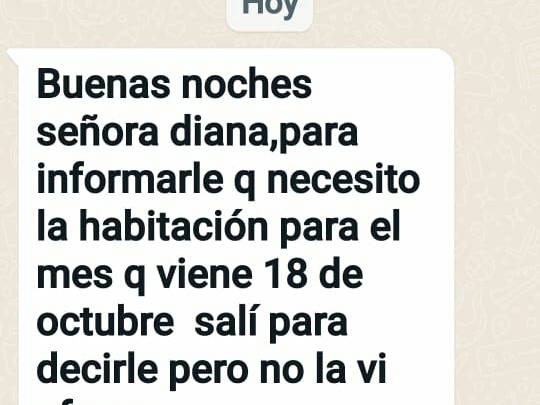 Hoy
Buenas noches
señora diana,para
informarle q necesito
la habitación para el
mes q viene 18 de
octubre  salí para
decirle pero no la vi